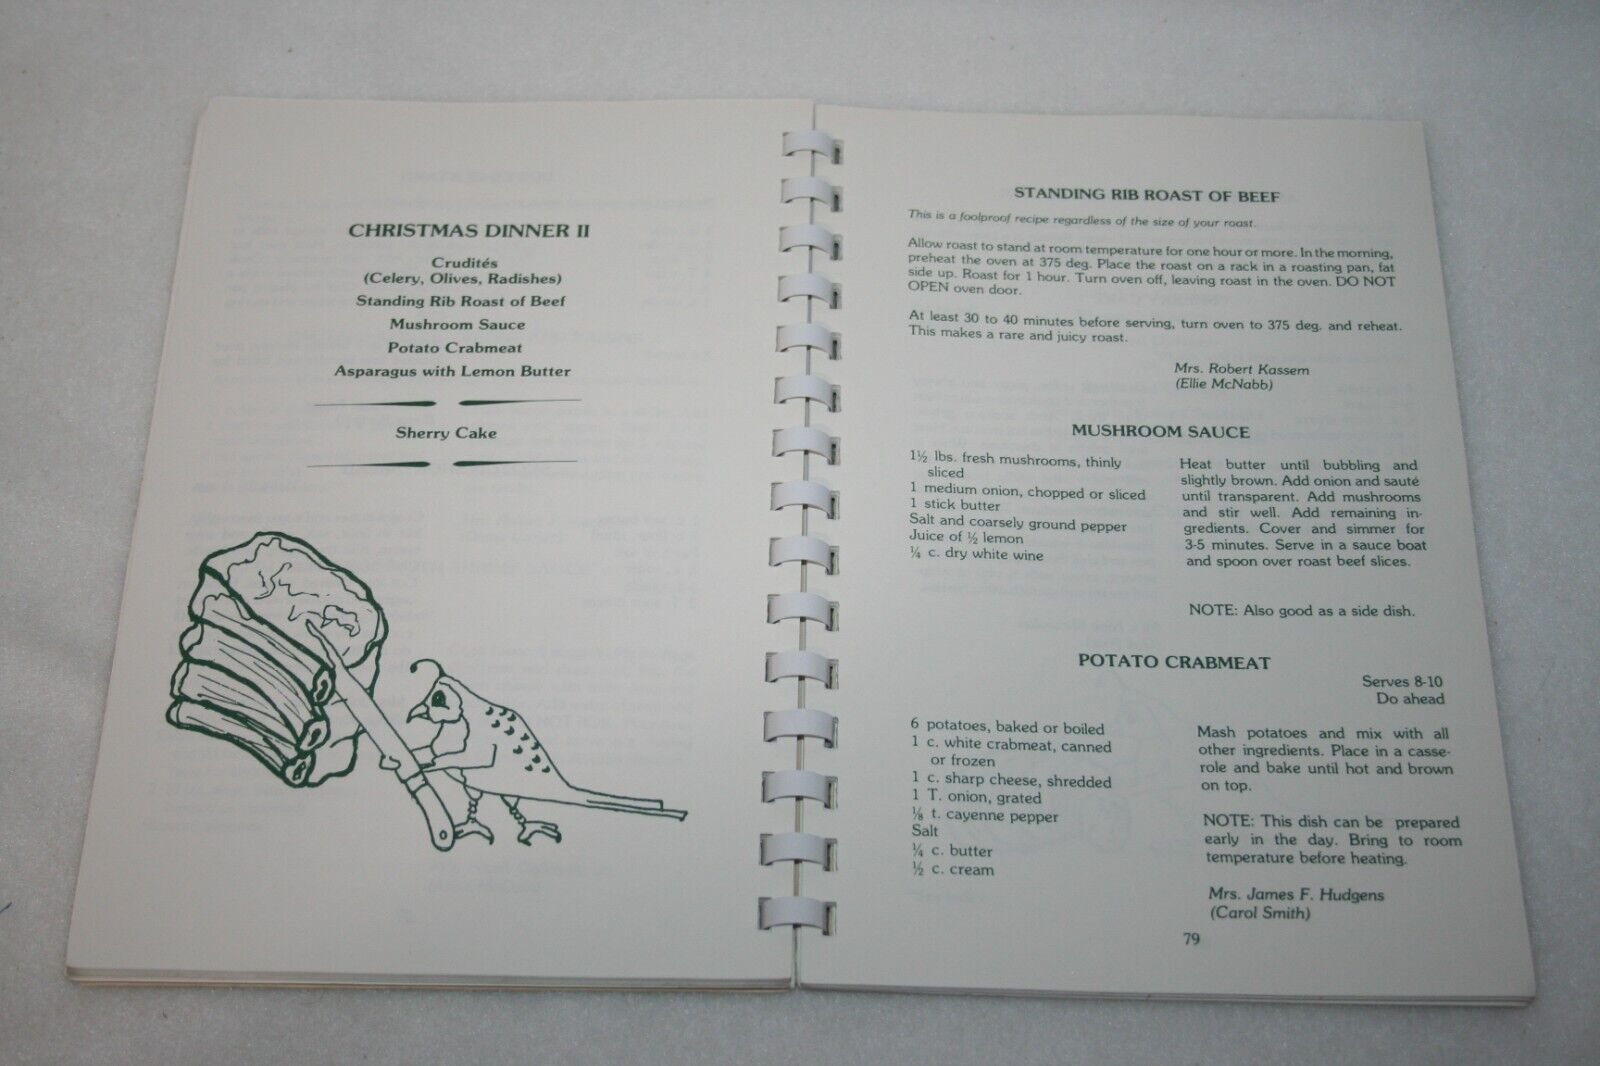 CHRISTMAS DINNER II
Crudités
(Celery, Olives, Radishes)
Standing Rib Roast of Beef
Mushroom Sauce
Potato Crabmeat
Asparagus with Lemon Butter
Sherry Cake
STANDING RIB ROAST OF BEEF
This is a foolproof recipe regardless of the size of your roast.
Allow roast to stand at room temperature for one hour or more. In the morning,
preheat the oven at 375 deg. Place the roast on a rack in a roasting pan, fat
side up. Roast for 1 hour. Turn oven off, leaving roast in the oven. DO NOT
OPEN oven door.
At least 30 to 40 minutes before serving, turn oven to 375 deg. and reheat.
This makes a rare and juicy roast.
Mrs. Robert Kassem
(Ellie McNabb)
MUSHROOM SAUCE
1½ lbs. fresh mushrooms, thinly
sliced
1 medium onion, chopped or sliced
1 stick butter
Salt and coarsely ground pepper
Juice of ½ lemon
¼ c. dry white wine
Heat butter until bubbling and
slightly brown. Add onion and sauté
until transparent. Add mushrooms
and stir well. Add remaining in-
gredients. Cover and simmer for
3-5 minutes. Serve in a sauce boat
and spoon over roast beef slices.
NOTE: Also good as a side dish.
POTATO CRABMEAT
Serves 8-10
Do ahead
6 potatoes, baked or boiled
1 c. white crabmeat, canned
or frozen
1 c. sharp cheese, shredded
1 T. onion, grated
⅛ t. cayenne pepper
Salt
¼ c. butter
½ c. cream
Mash potatoes and mix with all
other ingredients. Place in a casse-
role and bake until hot and brown
on top.
NOTE: This dish can be prepared
early in the day. Bring to room
temperature before heating.
Mrs. James F. Hudgens
(Carol Smith)
79